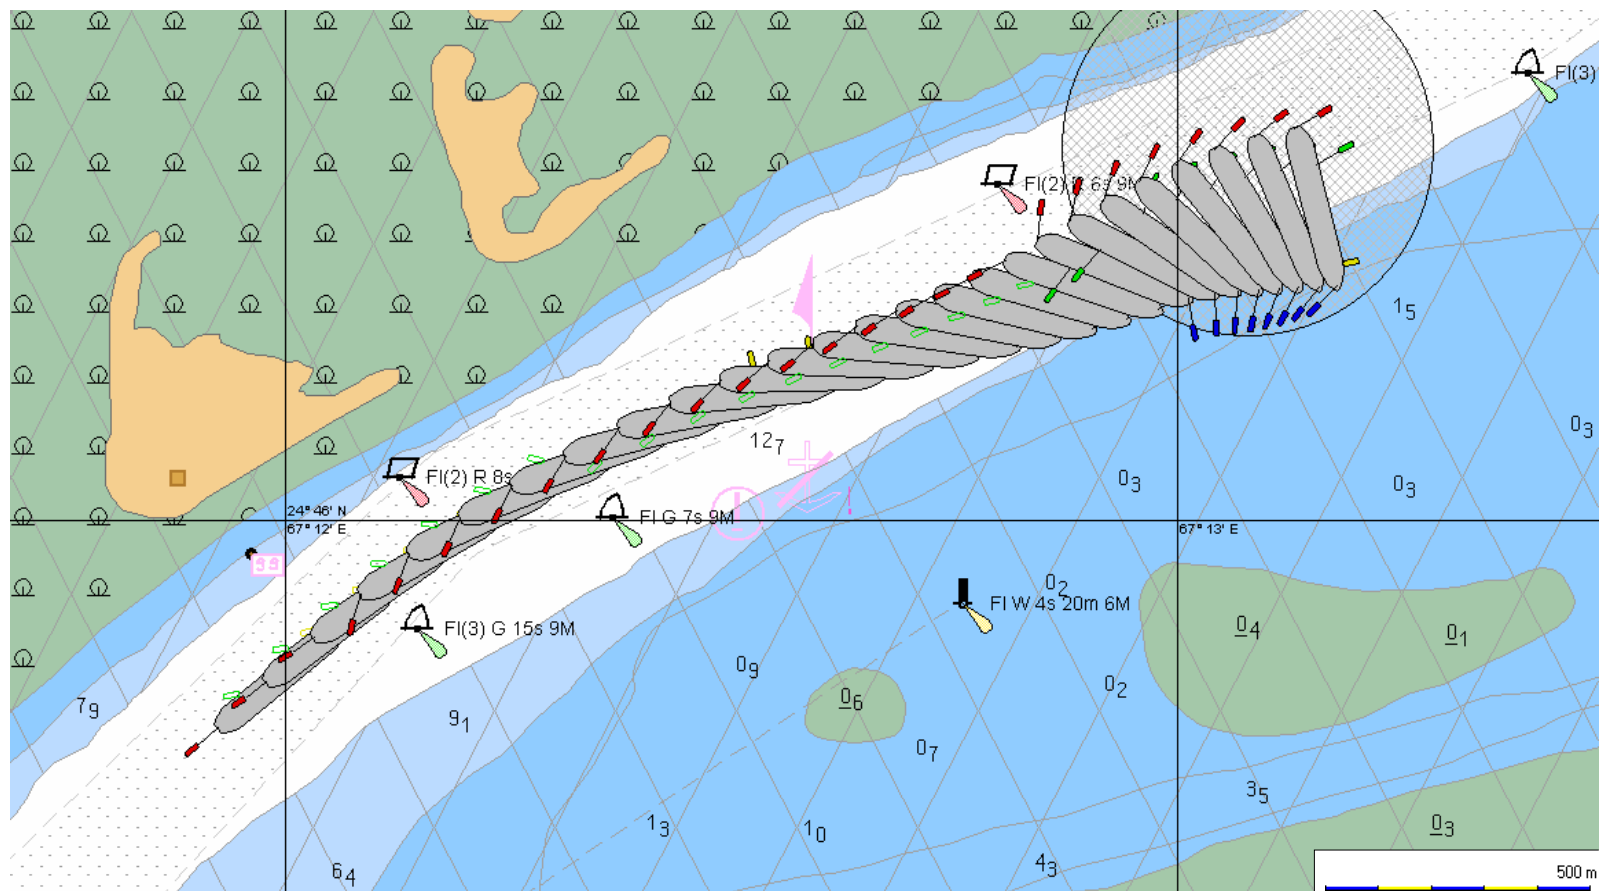 Fl(3)
Fl(2) R 6s 9M
1₅
12₇
0₃
0₃
0₃
Fl(2) R 8s
24° 46' N
67° 12' E
Fl G 7s 9M
67° 13' E
0₂
Fl W 4s 20m 6M
Fl(3) G 15s 9M
0₄
0₁
0₉
0₂
0₆
7₉
9₁
0₇
3₅
1₃
1₀
0₃
4₃
6₄
500 m